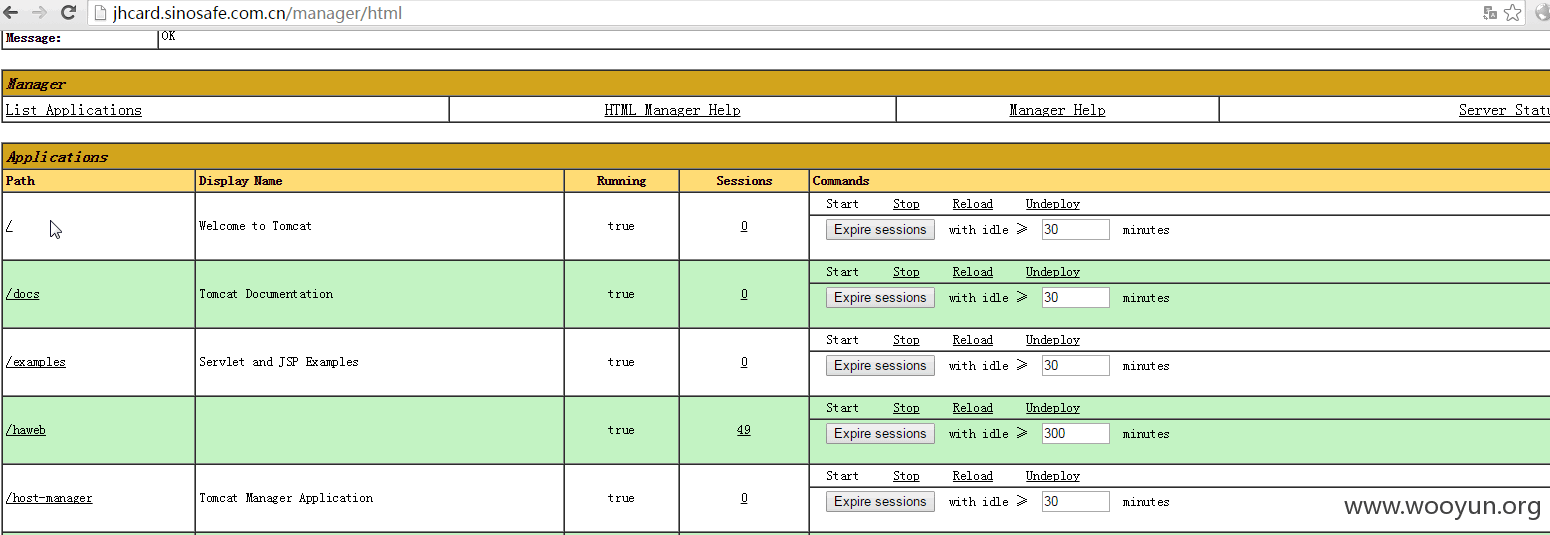 jhcard.sinosafe.com.cn/manager/html
Message: OK
Manager
List Applications HTML Manager Help Manager Help Server Statu
Applications
Path Display Name Running Sessions Commands
Start Stop Reload Undeploy
/ Welcome to Tomcat true 0
Expire sessions with idle ≥ 30 minutes
Start Stop Reload Undeploy
/docs Tomcat Documentation true 0
Expire sessions with idle ≥ 30 minutes
Start Stop Reload Undeploy
/examples Servlet and JSP Examples true 0
Expire sessions with idle ≥ 30 minutes
Start Stop Reload Undeploy
/haweb true 49
Expire sessions with idle ≥ 300 minutes
Start Stop Reload Undeploy
/host-manager Tomcat Manager Application true 0
Expire sessions with idle ≥ 30 minutes
www.wooyun.org